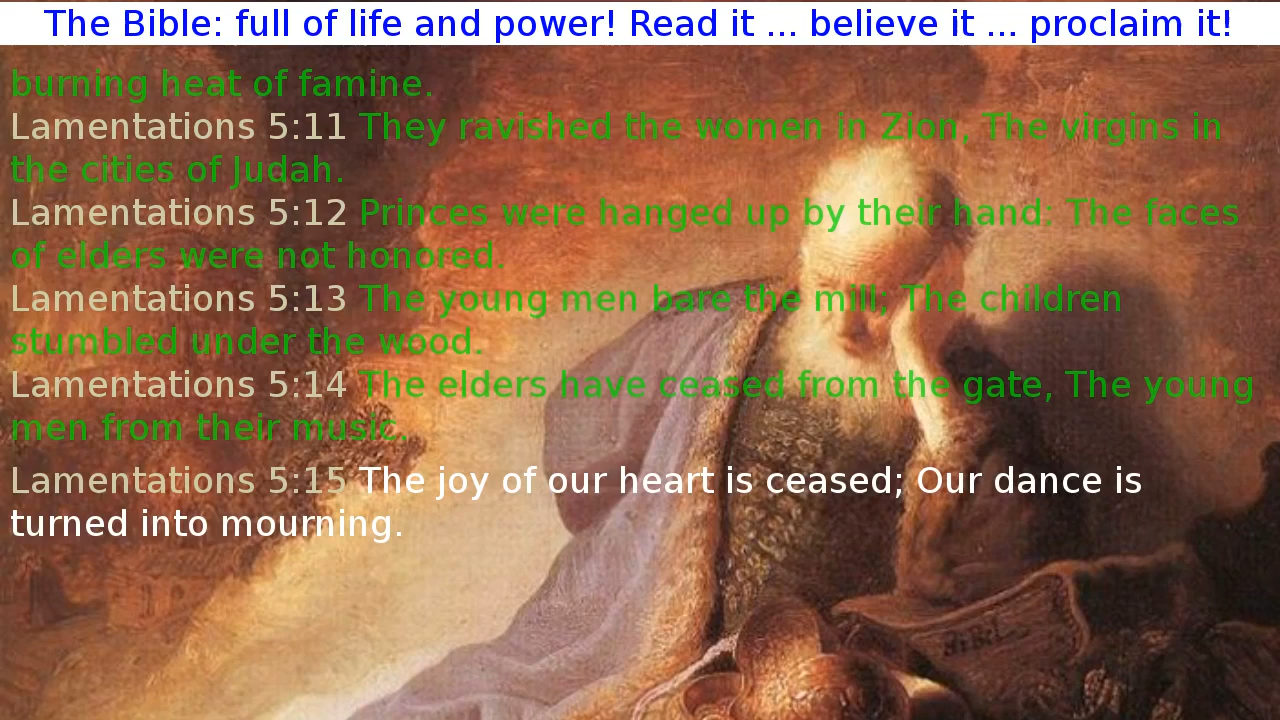 The Bible: full of life and power! Read it ... believe it ... proclaim it!
burning heat of famine.
Lamentations 5:11 They ravished the women in Zion, The virgins in
the cities of Judah.
Lamentations 5:12 Princes were hanged up by their hand: The faces
of elders were not honored.
Lamentations 5:13 The young men bare the mill; The children
stumbled under the wood.
Lamentations 5:14 The elders have ceased from the gate, The young
men from their music.
Lamentations 5:15 The joy of our heart is ceased; Our dance is
turned into mourning.
BiBeL